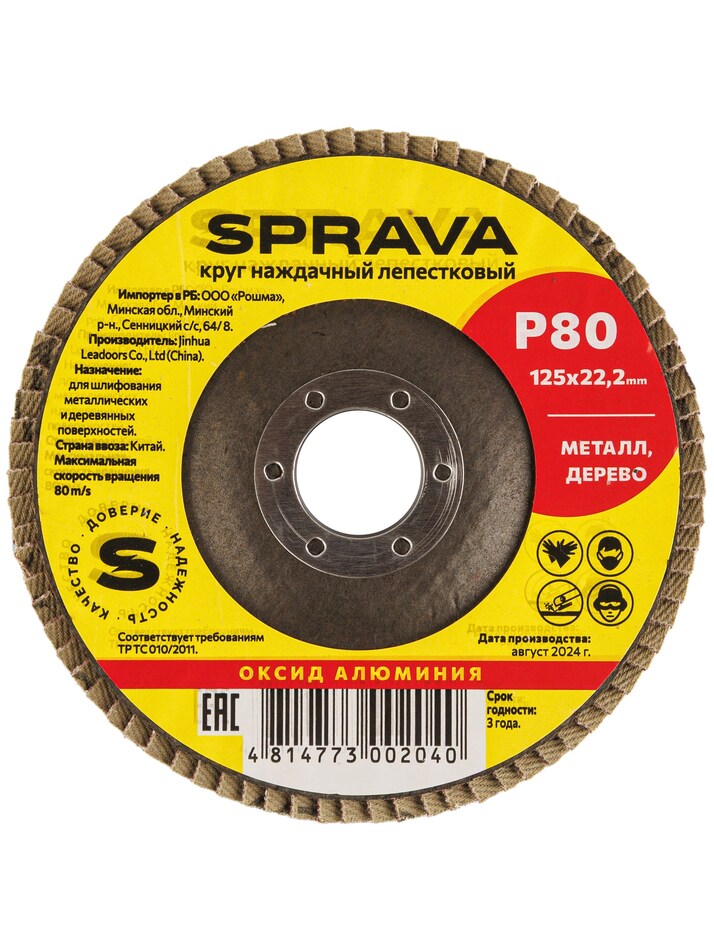 SPRAVA
круг наждачный лепестковый
Импортер в РБ: ООО «Рошма»,
Минская обл., Минский
р-н., Сенницкий с/с, 64/8.
Производитель: Jinhua
Leadoors Co., Ltd (China).
Назначение:
для шлифования
металлических
и деревянных
поверхностей.
Страна ввоза: Китай.
Максимальная
скорость вращения
80 m/s
P80
125x22,2mm
МЕТАЛЛ,
ДЕРЕВО
КАЧЕСТВО · ДОВЕРИЕ · НАДЕЖНОСТЬ ·
S
Соответствует требованиям
ТР ТС 010/2011.
Дата производства:
август 2024 г.
ОКСИД АЛЮМИНИЯ
EAC
4 814773 002040
Срок
годности:
3 года.